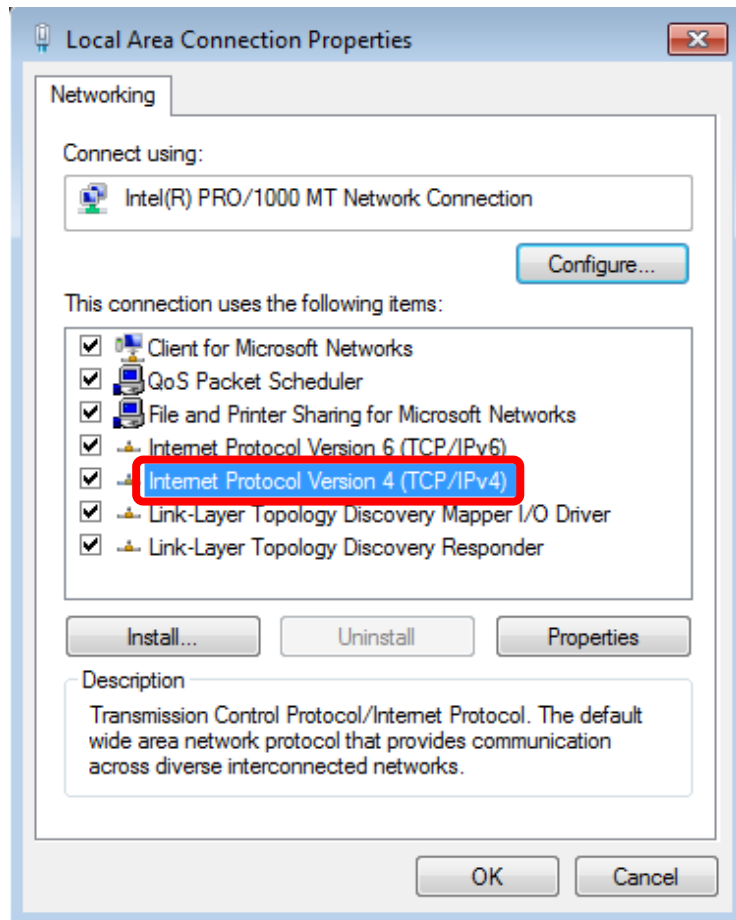 Local Area Connection Properties
Networking
Connect using:
Intel(R) PRO/1000 MT Network Connection
Configure...
This connection uses the following items:
Client for Microsoft Networks
QoS Packet Scheduler
File and Printer Sharing for Microsoft Networks
Internet Protocol Version 6 (TCP/IPv6)
Internet Protocol Version 4 (TCP/IPv4)
Link-Layer Topology Discovery Mapper I/O Driver
Link-Layer Topology Discovery Responder
Install... Uninstall Properties
Description
Transmission Control Protocol/Internet Protocol. The default
wide area network protocol that provides communication
across diverse interconnected networks.
OK Cancel